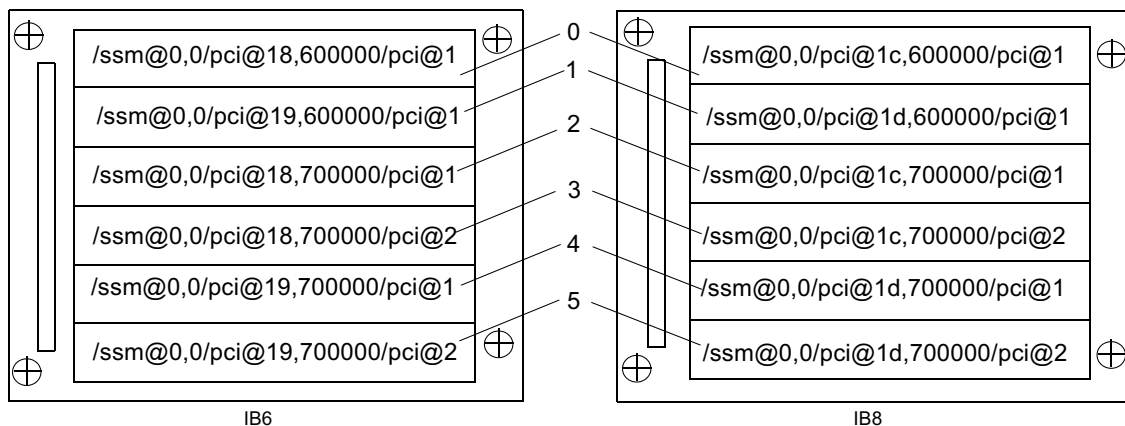 /ssm@0,0/pci@18,600000/pci@1
/ssm@0,0/pci@19,600000/pci@1
/ssm@0,0/pci@18,700000/pci@1
/ssm@0,0/pci@18,700000/pci@2
/ssm@0,0/pci@19,700000/pci@1
/ssm@0,0/pci@19,700000/pci@2
IB6
0
1
2
3
4
5
/ssm@0,0/pci@1c,600000/pci@1
/ssm@0,0/pci@1d,600000/pci@1
/ssm@0,0/pci@1c,700000/pci@1
/ssm@0,0/pci@1c,700000/pci@2
/ssm@0,0/pci@1d,700000/pci@1
/ssm@0,0/pci@1d,700000/pci@2
IB8